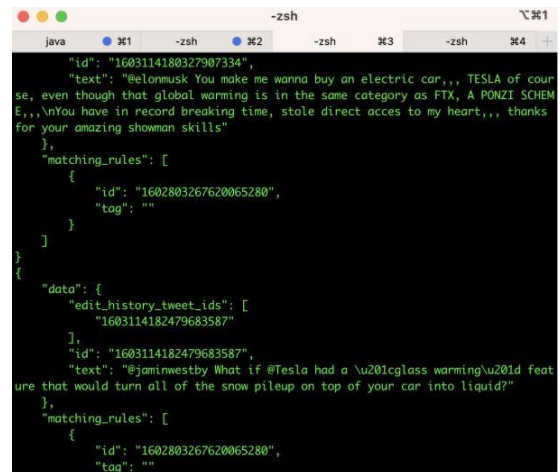 -zsh
⌥⌘1
java
⌘1
-zsh
⌘2
-zsh
⌘3
-zsh
⌘4
+
"id": "1603114180327907334",
"text": "@elonmusk You make me wanna buy an electric car,,, TESLA of cour
se, even though that global warming is in the same category as FTX, A PONZI SCHEM
E,,,\nYou have in record breaking time, stole direct acces to my heart,,, thanks
for your amazing showman skills"
},
"matching_rules": [
{
"id": "1602803267620065280",
"tag": ""
}
]
}
{
"data": {
"edit_history_tweet_ids": [
"1603114182479683587"
],
"id": "1603114182479683587",
"text": "@jaminwestby What if @Tesla had a \u201cglass warming\u201d feat
ure that would turn all of the snow pileup on top of your car into liquid?"
},
"matching_rules": [
{
"id": "1602803267620065280",
"tag": ""